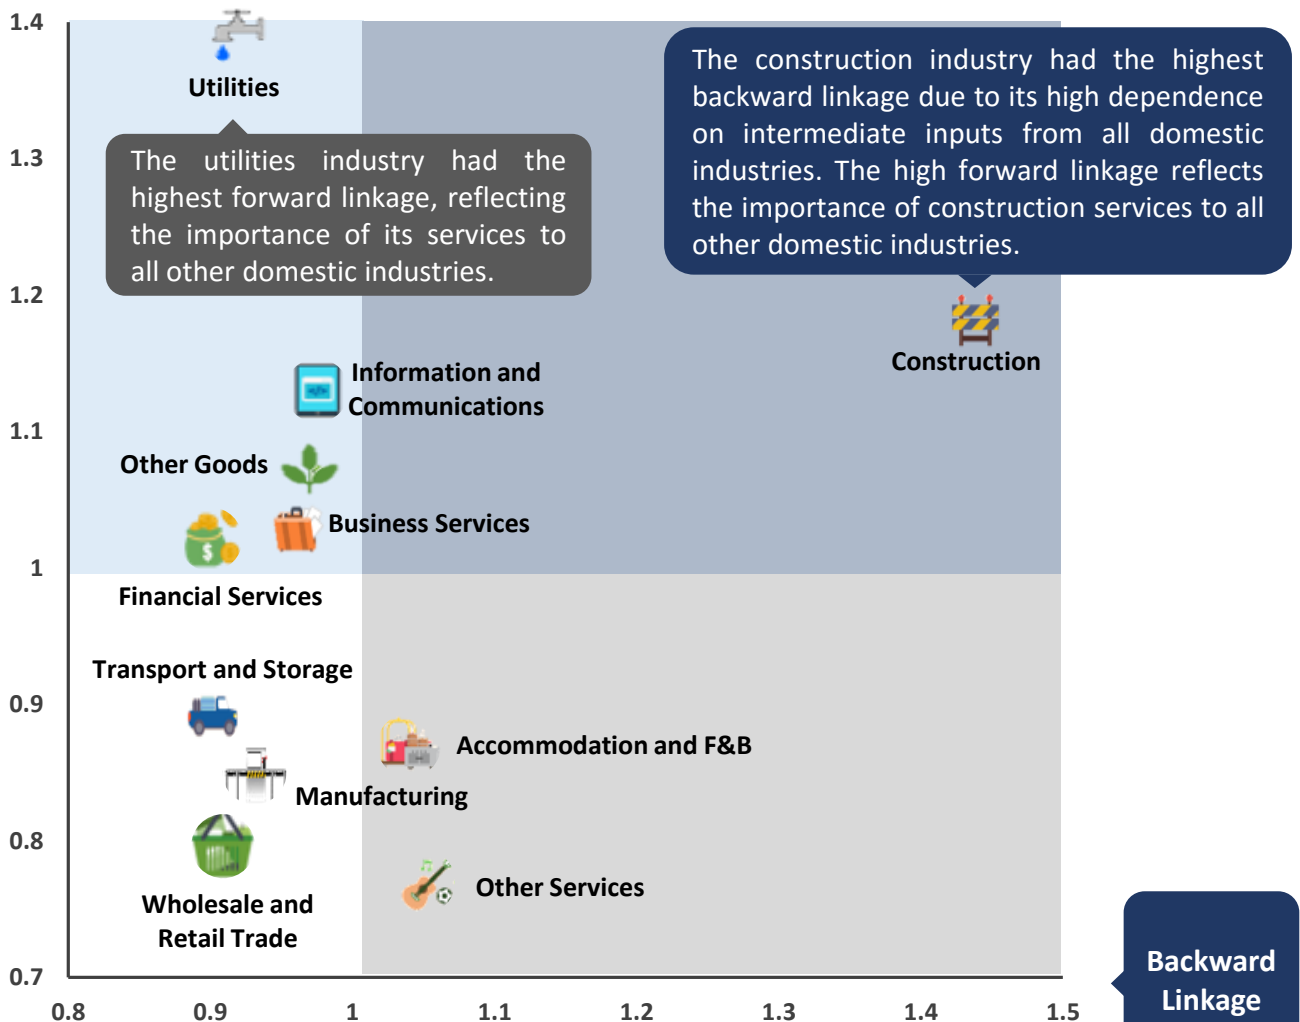 1.4
Utilities
The construction industry had the highest
backward linkage due to its high dependence
on intermediate inputs from all domestic
industries. The high forward linkage reflects
the importance of construction services to all
other domestic industries.
1.3
The utilities industry had the
highest forward linkage, reflecting
the importance of its services to
all other domestic industries.
1.2
Construction
Information and
Communications
1.1
Other Goods
Business Services
$
1
Financial Services
Transport and Storage
0.9
Accommodation and F&B
Manufacturing
0.8
Other Services
Wholesale and
Retail Trade
0.7
Backward
Linkage
0.8 0.9 1 1.1 1.2 1.3 1.4 1.5